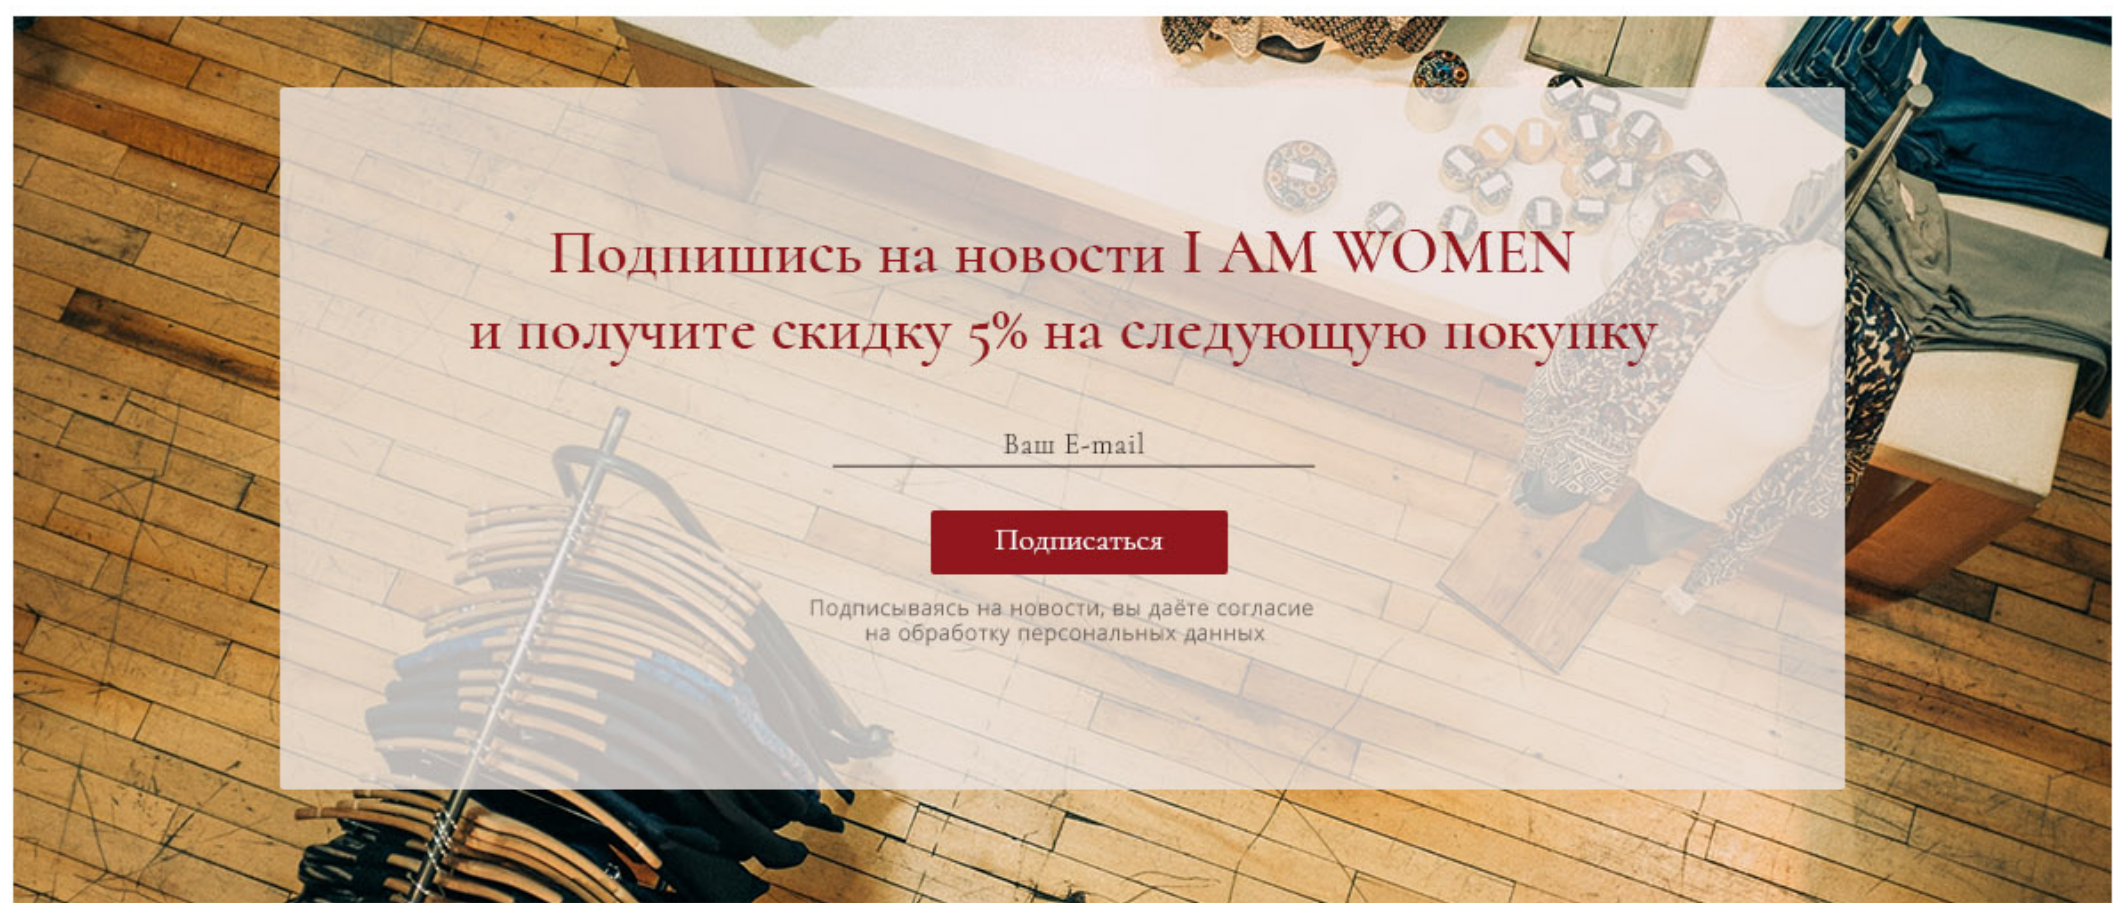 Подпишись на новости I AM WOMEN
и получите скидку 5% на следующую покупку
Ваш E-mail
Подписаться
Подписываясь на новости, вы даёте согласие
на обработку персональных данных